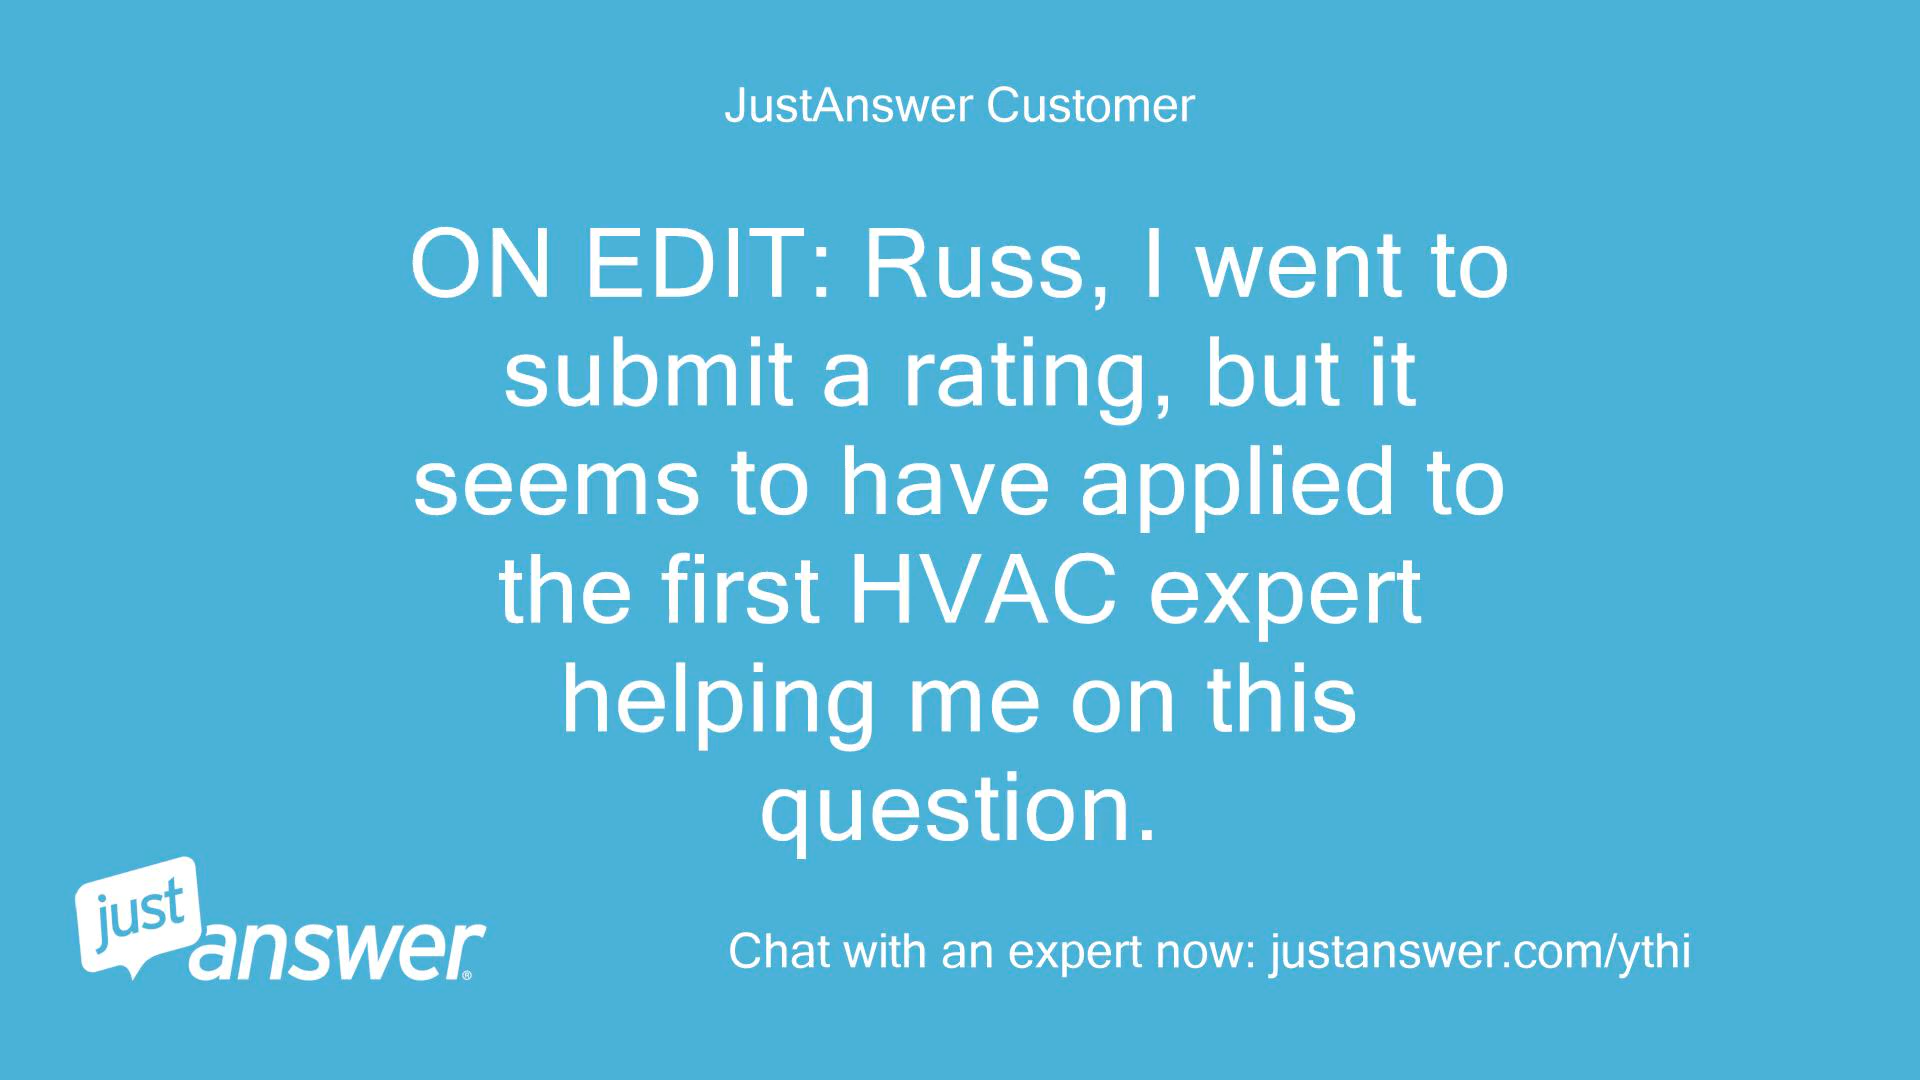 JustAnswer Customer
ON EDIT: Russ, I went to
submit a rating, but it
seems to have applied to
the first HVAC expert
helping me on this
question.
just
answer®
Chat with an expert now: justanswer.com/ythi